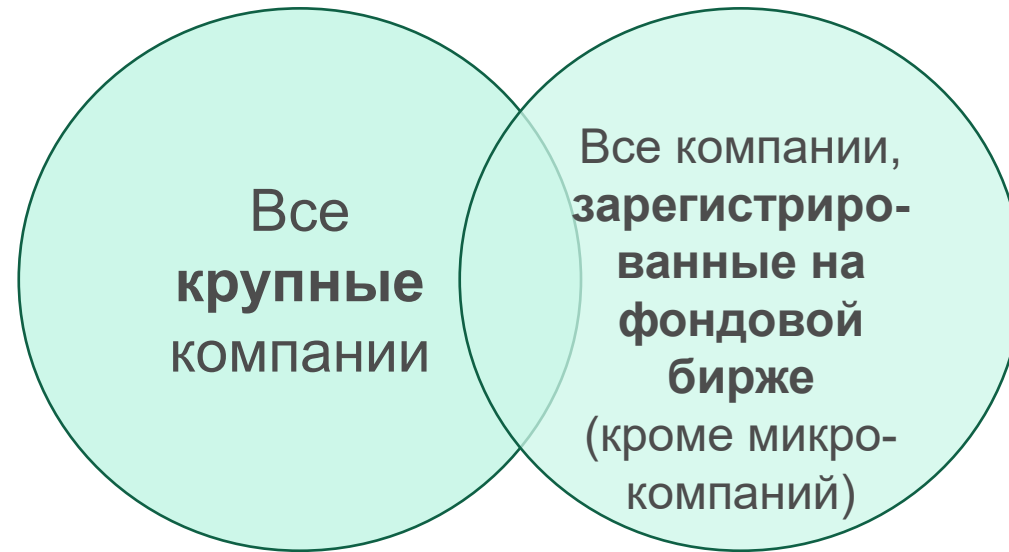 Все
крупные
компании
Все компании,
зарегистриро-
ванные на
фондовой
бирже
(кроме микро-
компаний)